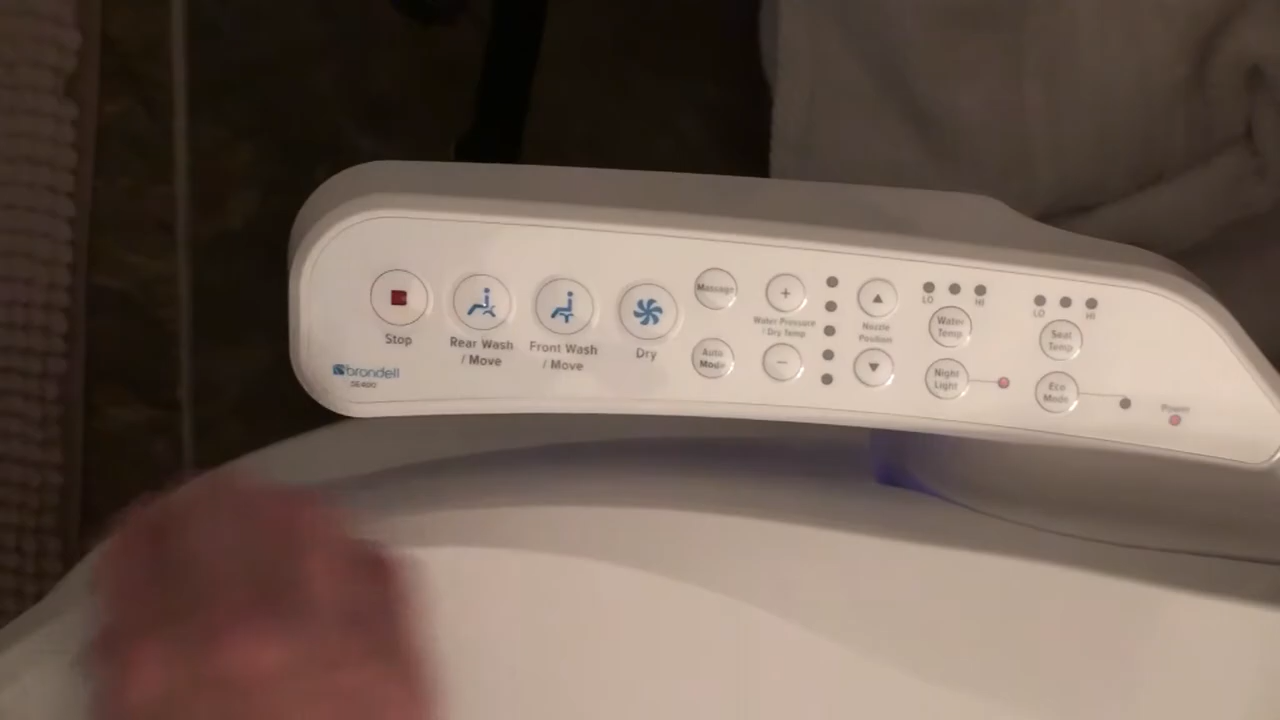 Stop
Rear Wash
/ Move
Front Wash
/ Move
Dry
Massage
Auto
Mode
+
Water Pressure
/ Dry Temp
−
Nozzle
Position
LO
HI
Water
Temp
Night
Light
LO
HI
Seat
Temp
Eco
Mode
Power
brondell
SE400